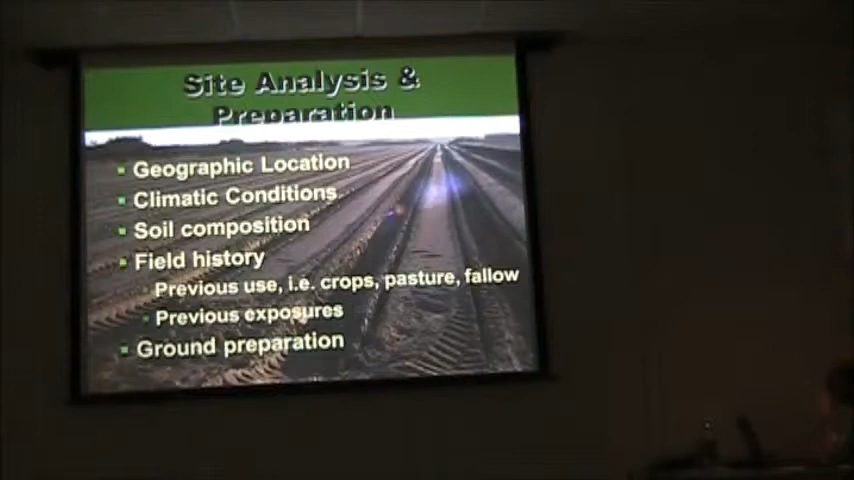 Site Analysis &
Preparation
Geographic Location
Climatic Conditions
Soil composition
Field history
Previous use, i.e. crops, pasture, fallow
Previous exposures
Ground preparation